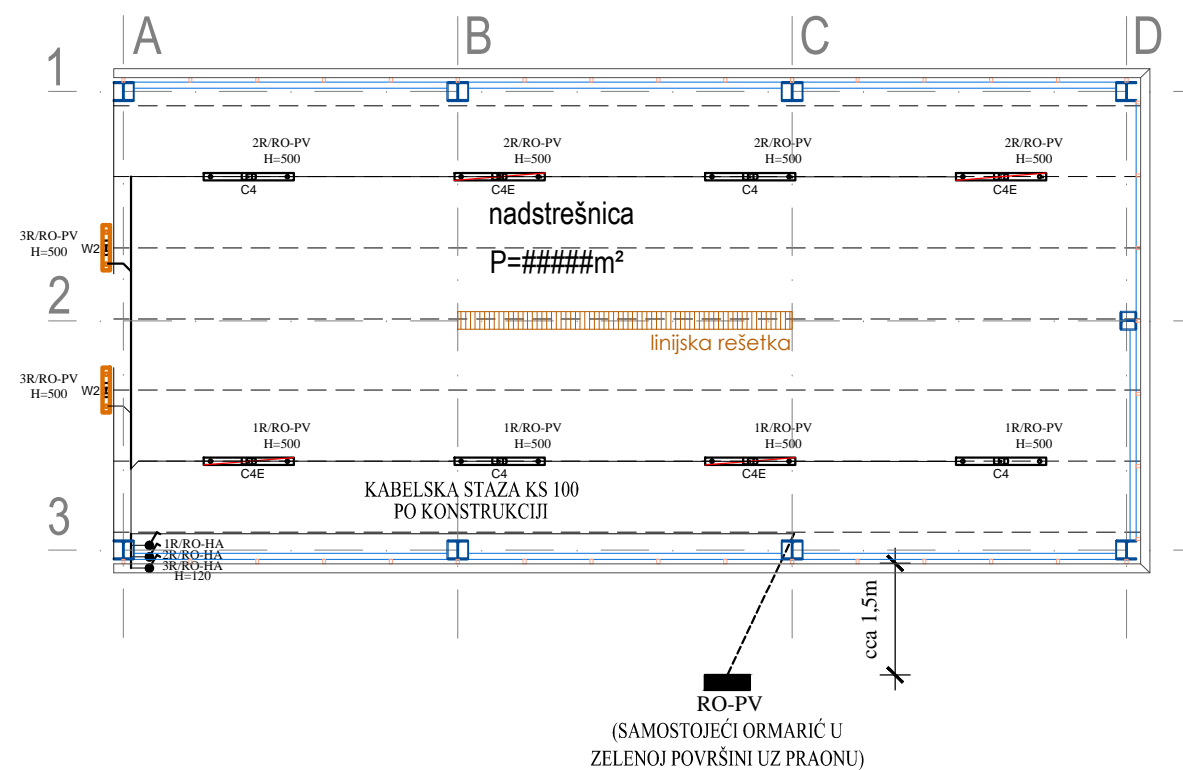 A
B
C
D
1
2R/RO-PV
H=500
2R/RO-PV
H=500
2R/RO-PV
H=500
2R/RO-PV
H=500
C4
C4E
C4
C4E
nadstrešnica
P=#####m²
3R/RO-PV
H=500
W2
2
linijska rešetka
3R/RO-PV
H=500
W2
1R/RO-PV
H=500
1R/RO-PV
H=500
1R/RO-PV
H=500
1R/RO-PV
H=500
C4E
C4
C4E
C4
KABELSKA STAZA KS 100
PO KONSTRUKCIJI
3
1R/RO-HA
2R/RO-HA
3R/RO-HA
H=120
cca 1,5m
RO-PV
(SAMOSTOJEĆI ORMARIĆ U
ZELENOJ POVRŠINI UZ PRAONU)